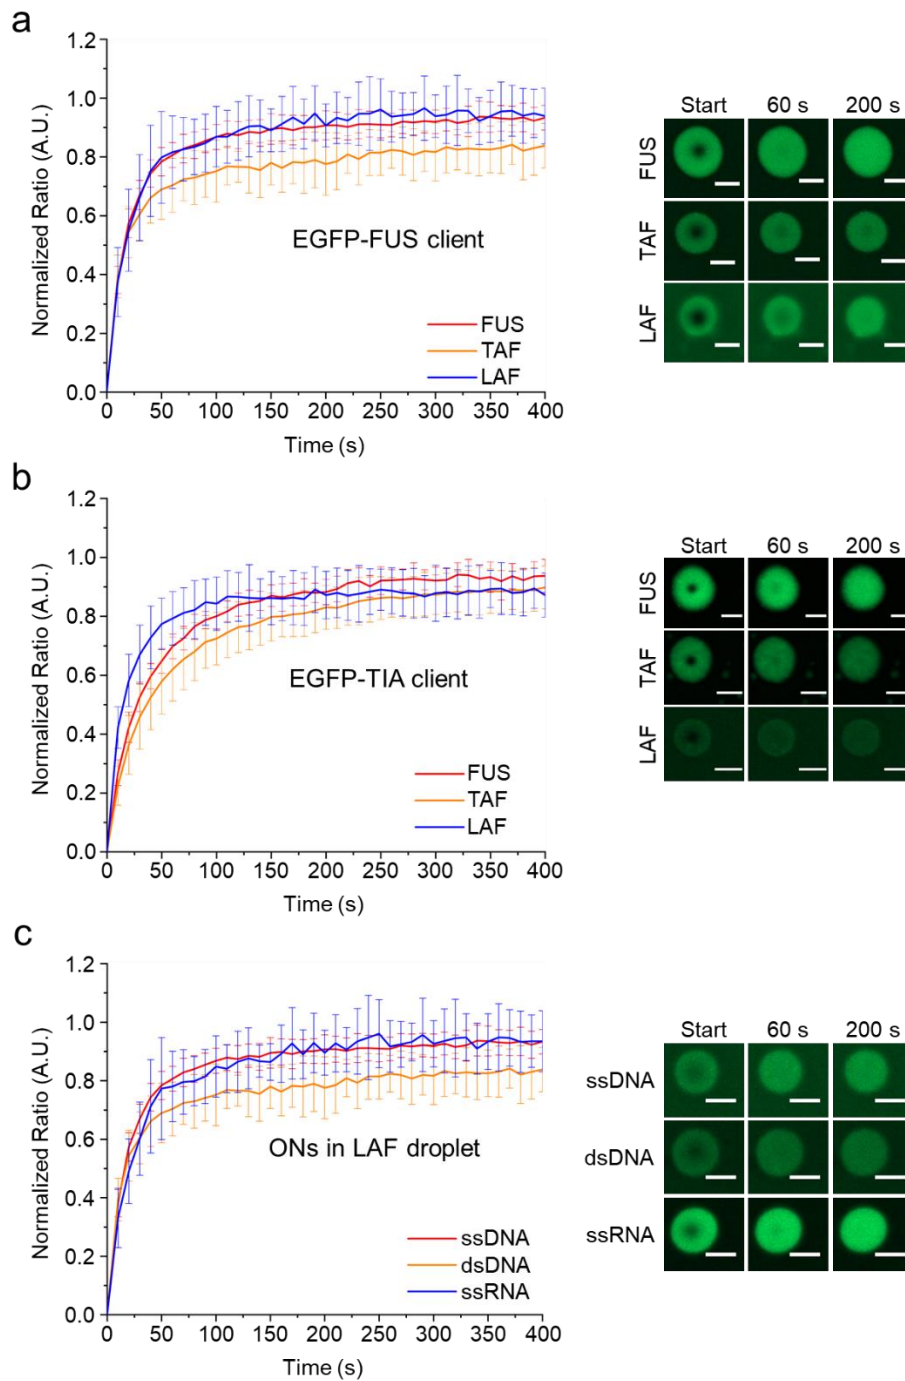 a
1.2
1.0
0.8
0.6
0.4
0.2
0.0
Normalized Ratio (A.U.)
EGFP-FUS client
FUS
TAF
LAF
0 50 100 150 200 250 300 350 400
Time (s)
Start 60 s 200 s
FUS
TAF
LAF
b
1.2
1.0
0.8
0.6
0.4
0.2
0.0
Normalized Ratio (A.U.)
EGFP-TIA client
FUS
TAF
LAF
0 50 100 150 200 250 300 350 400
Time (s)
Start 60 s 200 s
FUS
TAF
LAF
c
1.2
1.0
0.8
0.6
0.4
0.2
0.0
Normalized Ratio (A.U.)
ONs in LAF droplet
ssDNA
dsDNA
ssRNA
0 50 100 150 200 250 300 350 400
Time (s)
Start 60 s 200 s
ssDNA
dsDNA
ssRNA